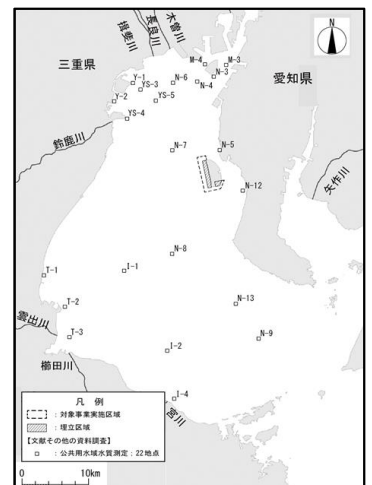 木曽川
長良川
揖斐川
N
三重県
愛知県
M-4
M-3
N-3
Y-1
N-6
YS-3
N-4
Y-2
YS-5
YS-4
鈴鹿川
N-7
N-5
矢作川
N-12
N-8
T-1
I-1
T-2
N-13
雲出川
T-3
N-9
I-2
櫛田川
I-4
宮川
凡 例
：対象事業実施区域
：埋立区域
【文献その他の資料調査】
：公共用水域水質測定：22地点
0 10km